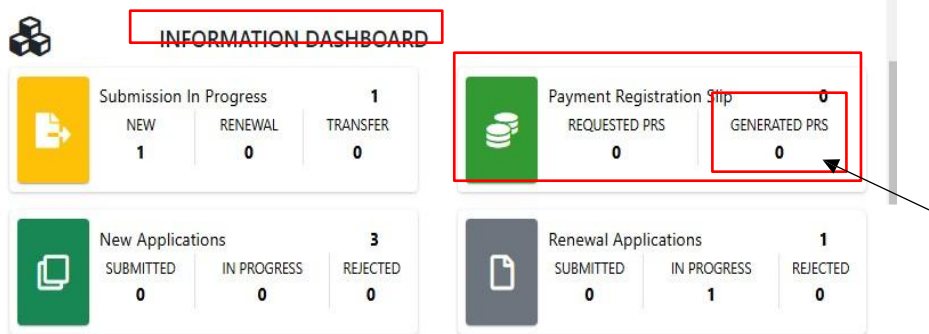 INFORMATION DASHBOARD
Submission In Progress 1
NEW RENEWAL TRANSFER
1 0 0
Payment Registration Slip 0
REQUESTED PRS GENERATED PRS
0 0
New Applications 3
SUBMITTED IN PROGRESS REJECTED
0 0 0
Renewal Applications 1
SUBMITTED IN PROGRESS REJECTED
0 1 0